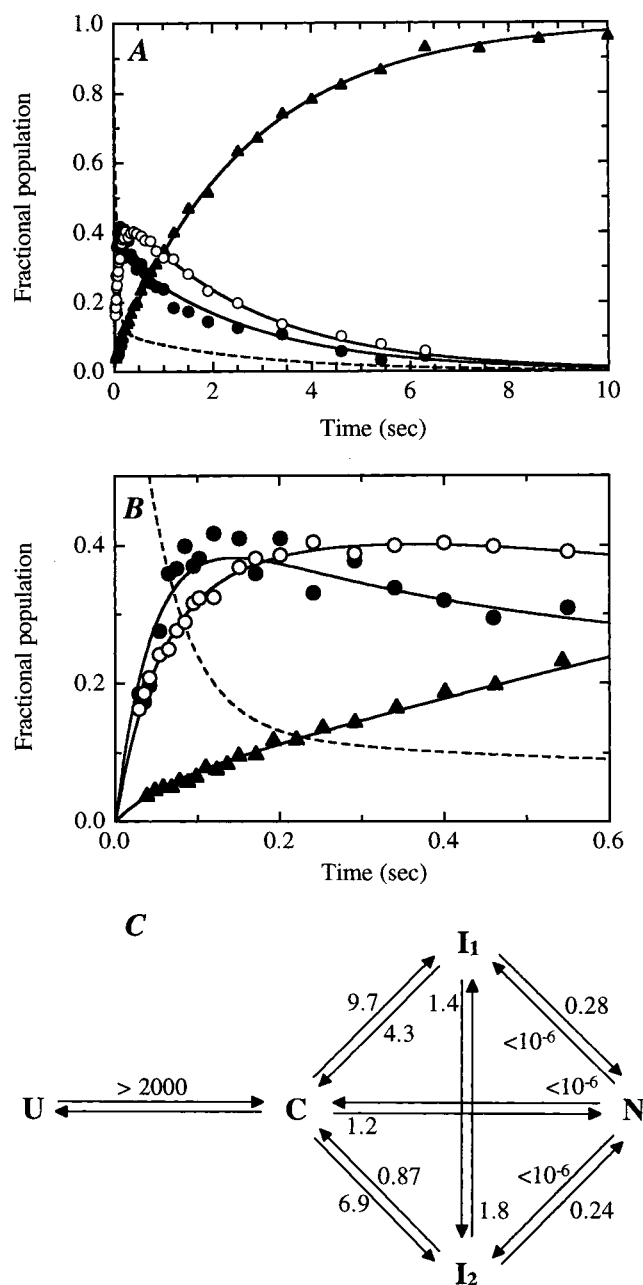 A
Fractional population
1.0
0.8
0.6
0.4
0.2
0.0
0 2 4 6 8 10
Time (sec)
B
Fractional population
0.4
0.2
0.0
0.0 0.2 0.4 0.6
Time (sec)
C
I1
9.7 1.4 0.28
4.3 <10-6
> 2000 <10-6
U C N
1.2
0.87 <10-6
6.9 1.8 0.24
I2